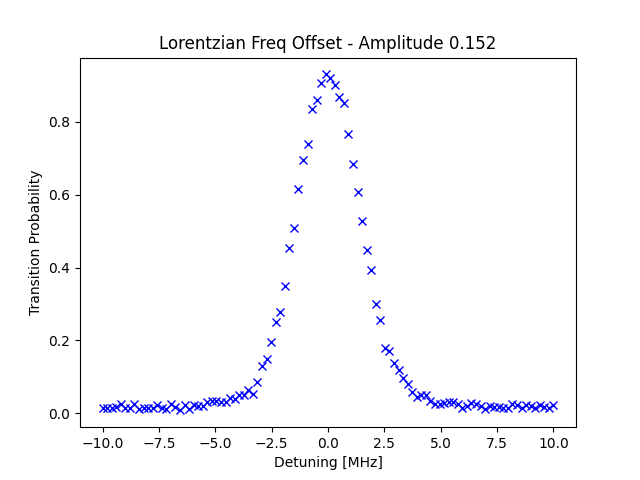 Lorentzian Freq Offset - Amplitude 0.152
Transition Probability
0.8
0.6
0.4
0.2
0.0
−10.0 −7.5 −5.0 −2.5 0.0 2.5 5.0 7.5 10.0
Detuning [MHz]